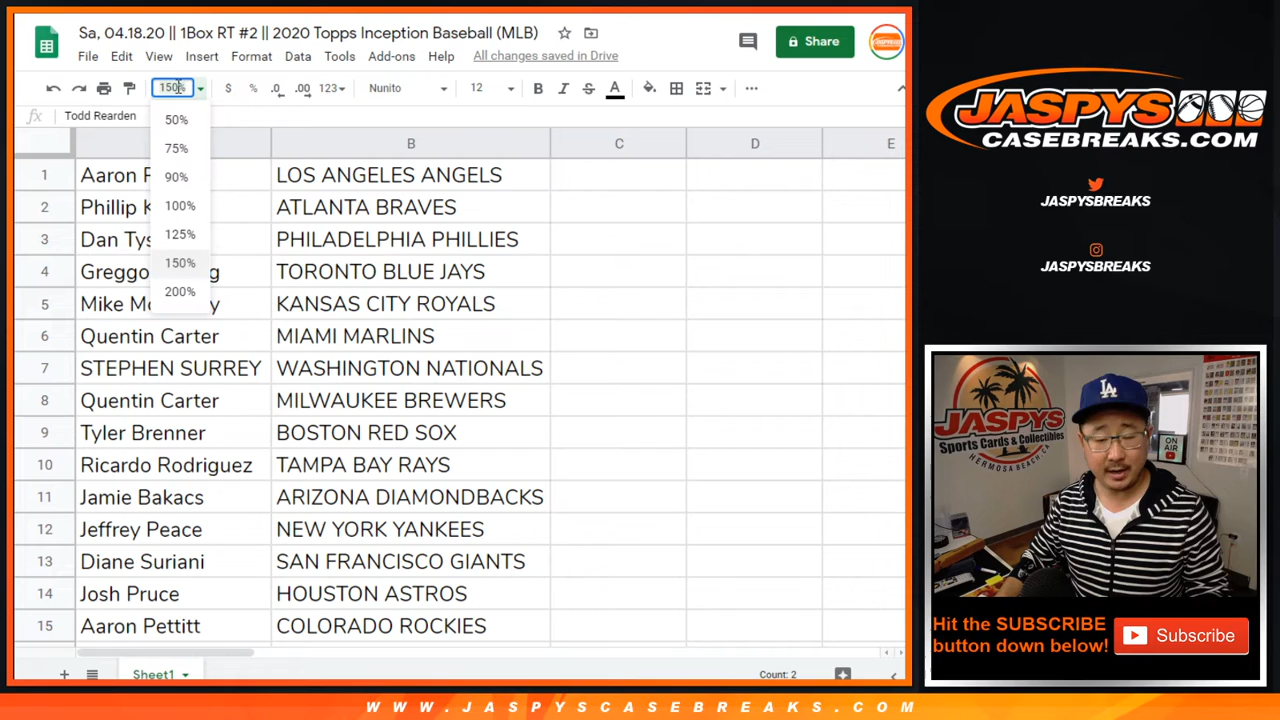 Sa, 04.18.20 || 1Box RT #2 || 2020 Topps Inception Baseball (MLB)
File Edit View Insert Format Data Tools Add-ons Help All changes saved in Drive
Share
150% $ % .0 .00 123 Nunito 12 B I S A
fx Todd Rearden
50%
75%
90%
100%
125%
150%
200%
B C D E
1 Aaron P LOS ANGELES ANGELS
2 Phillip K ATLANTA BRAVES
3 Dan Tys PHILADELPHIA PHILLIES
4 Greggo g TORONTO BLUE JAYS
5 Mike Mc y KANSAS CITY ROYALS
6 Quentin Carter MIAMI MARLINS
7 STEPHEN SURREY WASHINGTON NATIONALS
8 Quentin Carter MILWAUKEE BREWERS
9 Tyler Brenner BOSTON RED SOX
10 Ricardo Rodriguez TAMPA BAY RAYS
11 Jamie Bakacs ARIZONA DIAMONDBACKS
12 Jeffrey Peace NEW YORK YANKEES
13 Diane Suriani SAN FRANCISCO GIANTS
14 Josh Pruce HOUSTON ASTROS
15 Aaron Pettitt COLORADO ROCKIES
Sheet1
Count: 2
JASPYS
CASEBREAKS.COM
JASPYSBREAKS
JASPYSBREAKS
JASPYS
Sports Cards & Collectibles
HERMOSA BEACH, CA
LA
ON
AIR
Hit the SUBSCRIBE
button down below!
Subscribe
WWW.JASPYSCASEBREAKS.COM